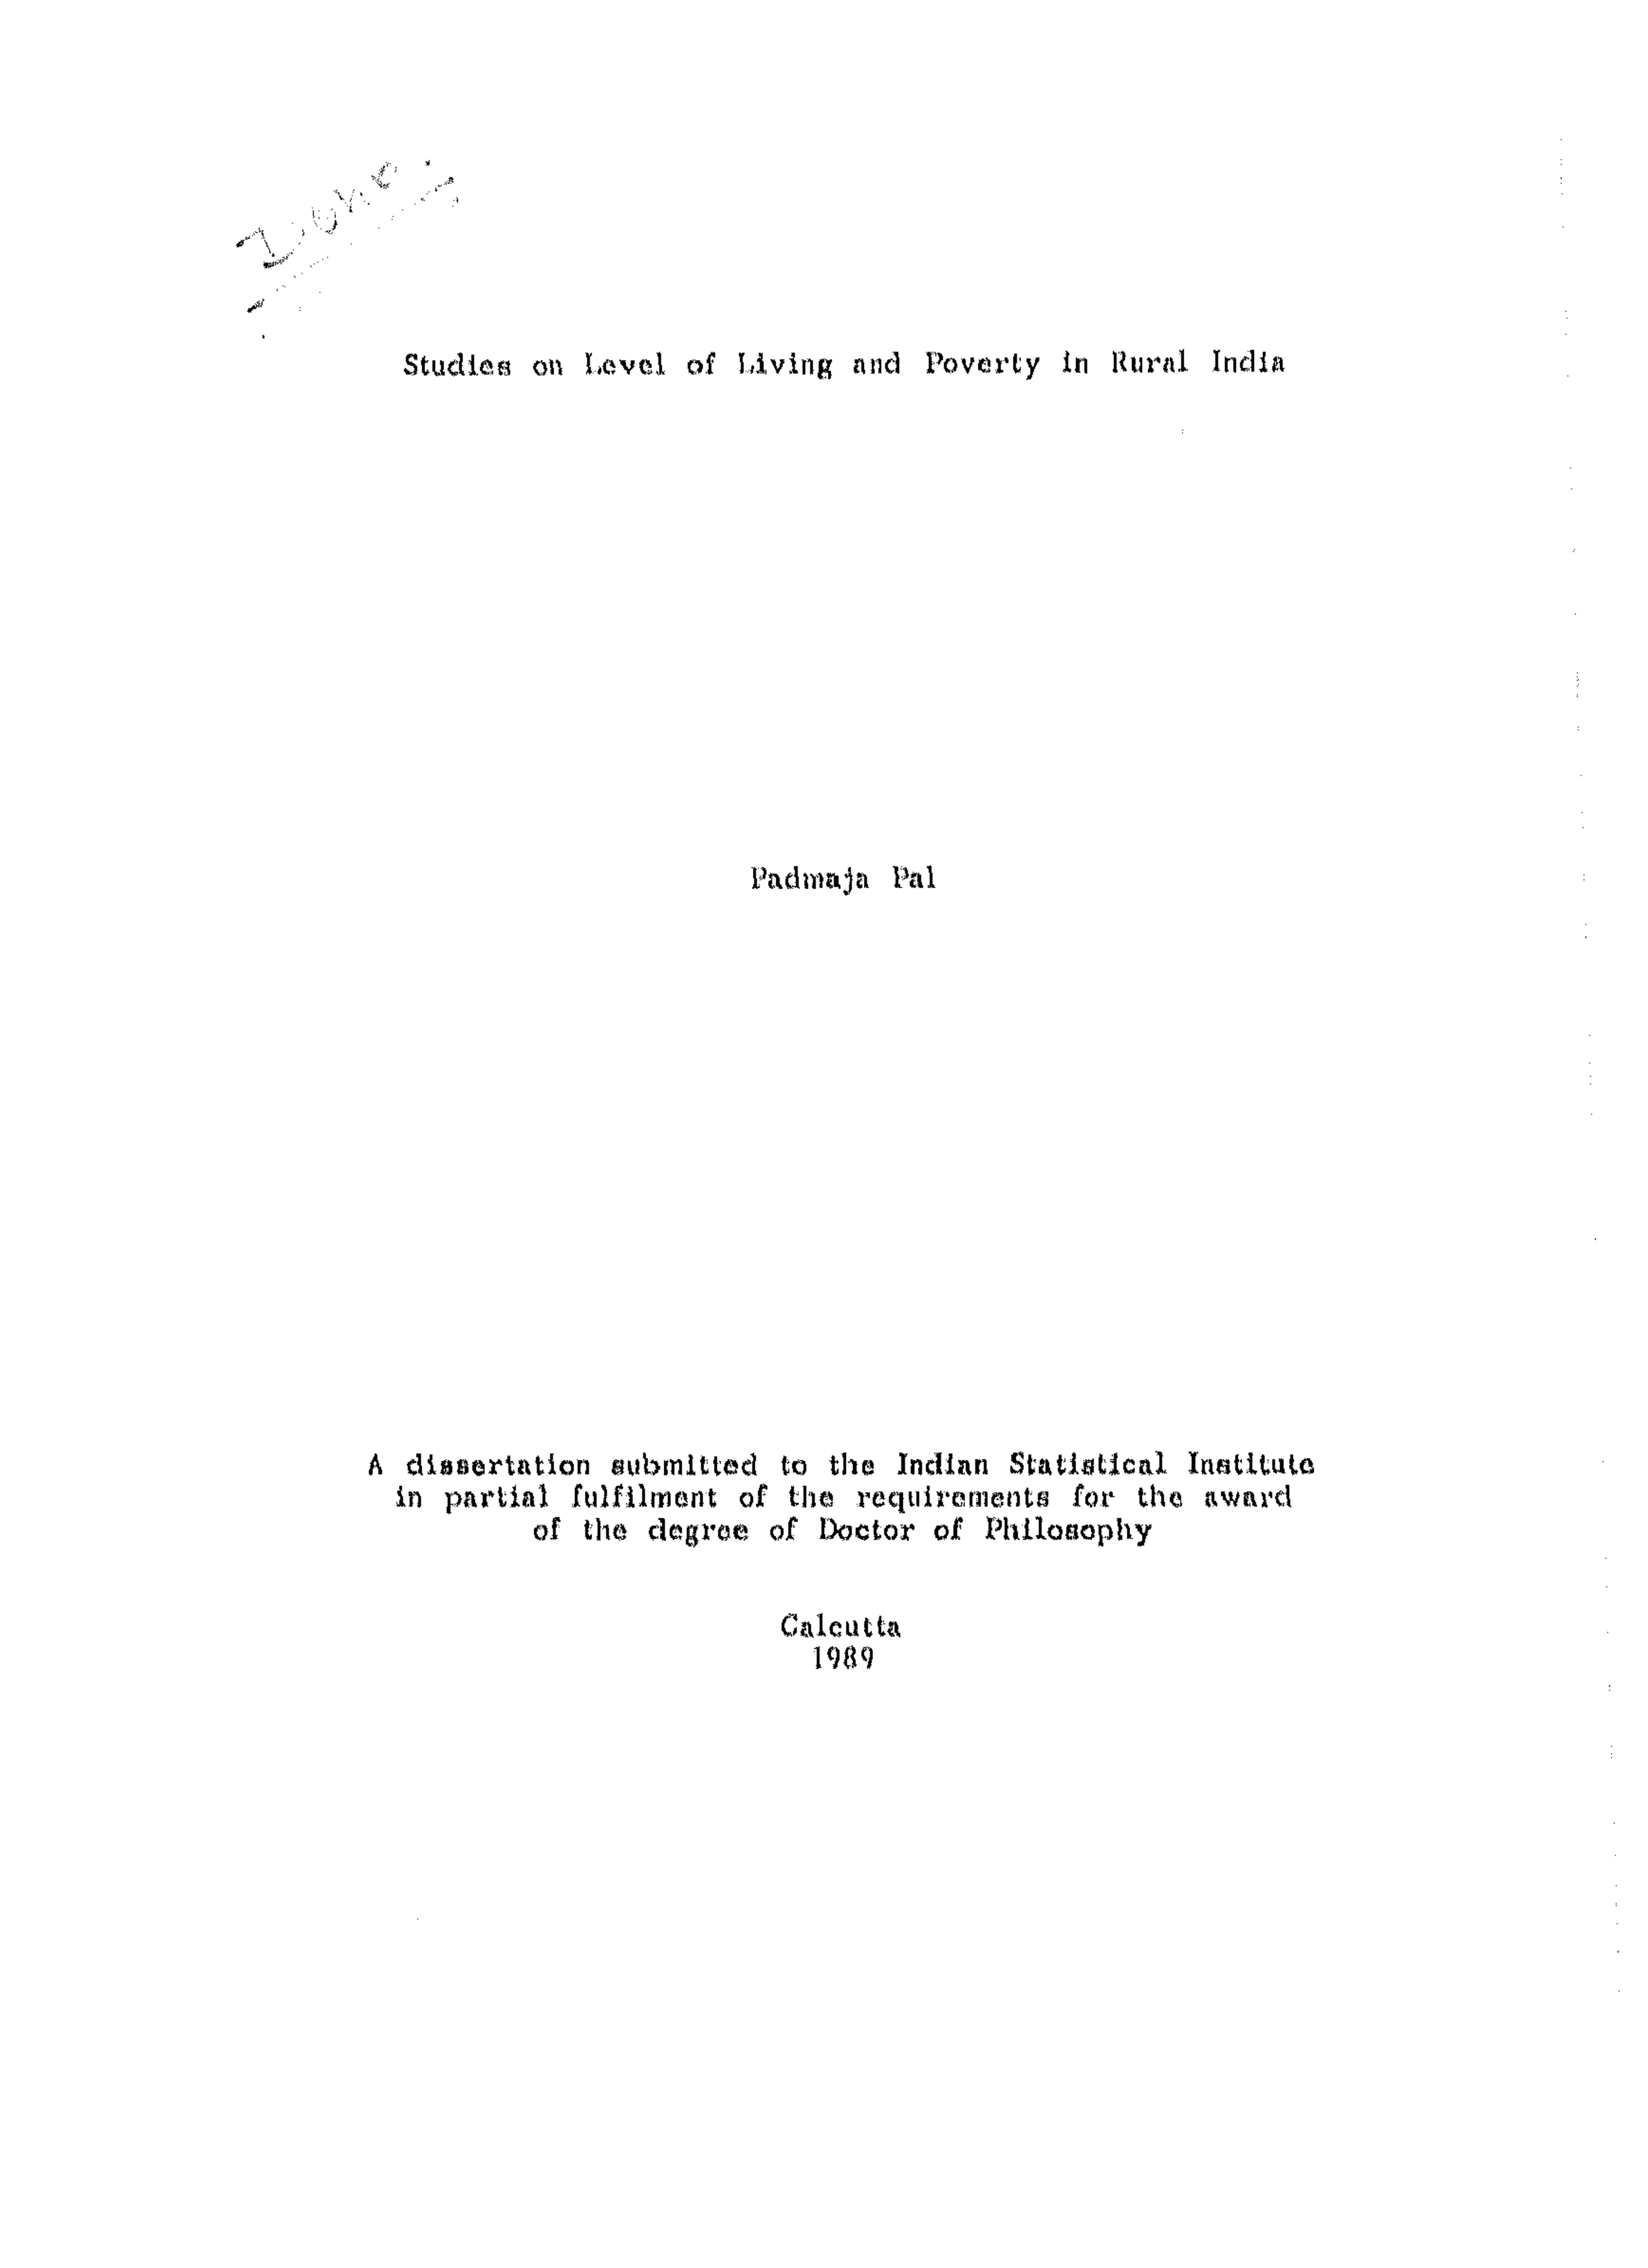 Done
Studies on Level of Living and Poverty in Rural India
Padmaja Pal
A dissertation submitted to the Indian Statistical Institute
in partial fulfilment of the requirements for the award
of the degree of Doctor of Philosophy
Calcutta
1989